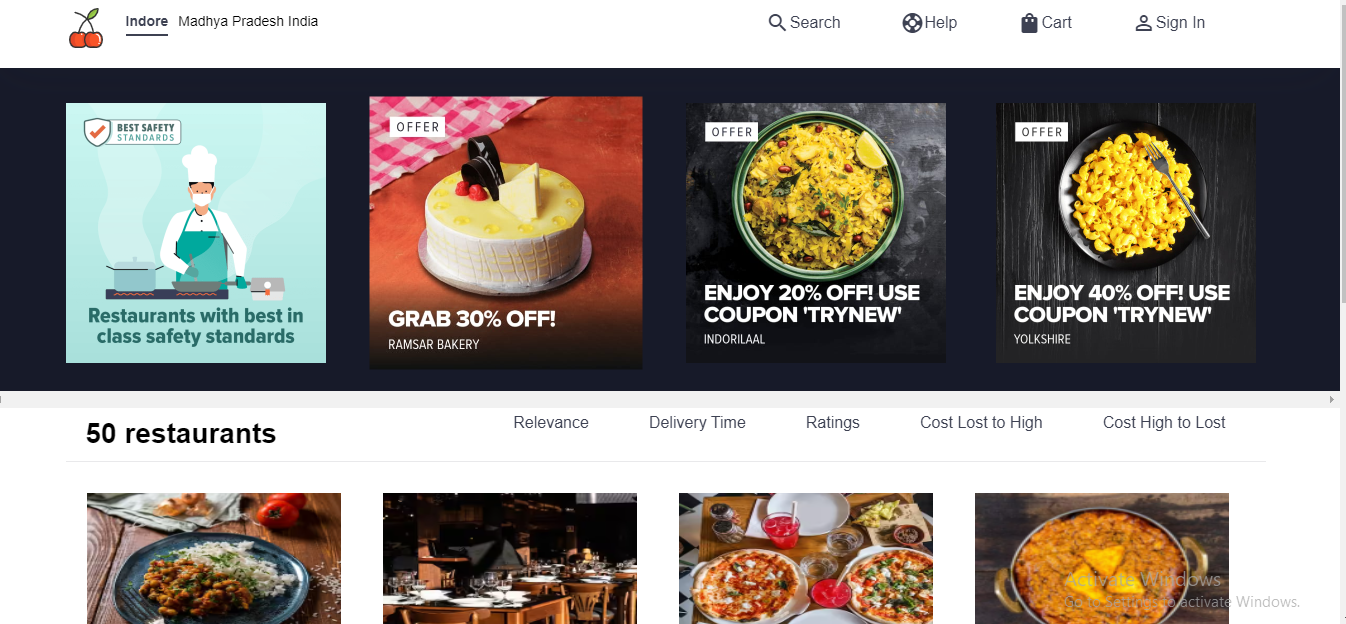 Indore Madhya Pradesh India
Search Help Cart Sign In
BEST SAFETY
STANDARDS
Restaurants with best in
class safety standards
OFFER
GRAB 30% OFF!
RAMSAR BAKERY
OFFER
ENJOY 20% OFF! USE
COUPON 'TRYNEW'
INDORILAAL
OFFER
ENJOY 40% OFF! USE
COUPON 'TRYNEW'
YOLKSHIRE
50 restaurants
Relevance Delivery Time Ratings Cost Lost to High Cost High to Lost
Activate Windows
Go to Settings to activate Windows.